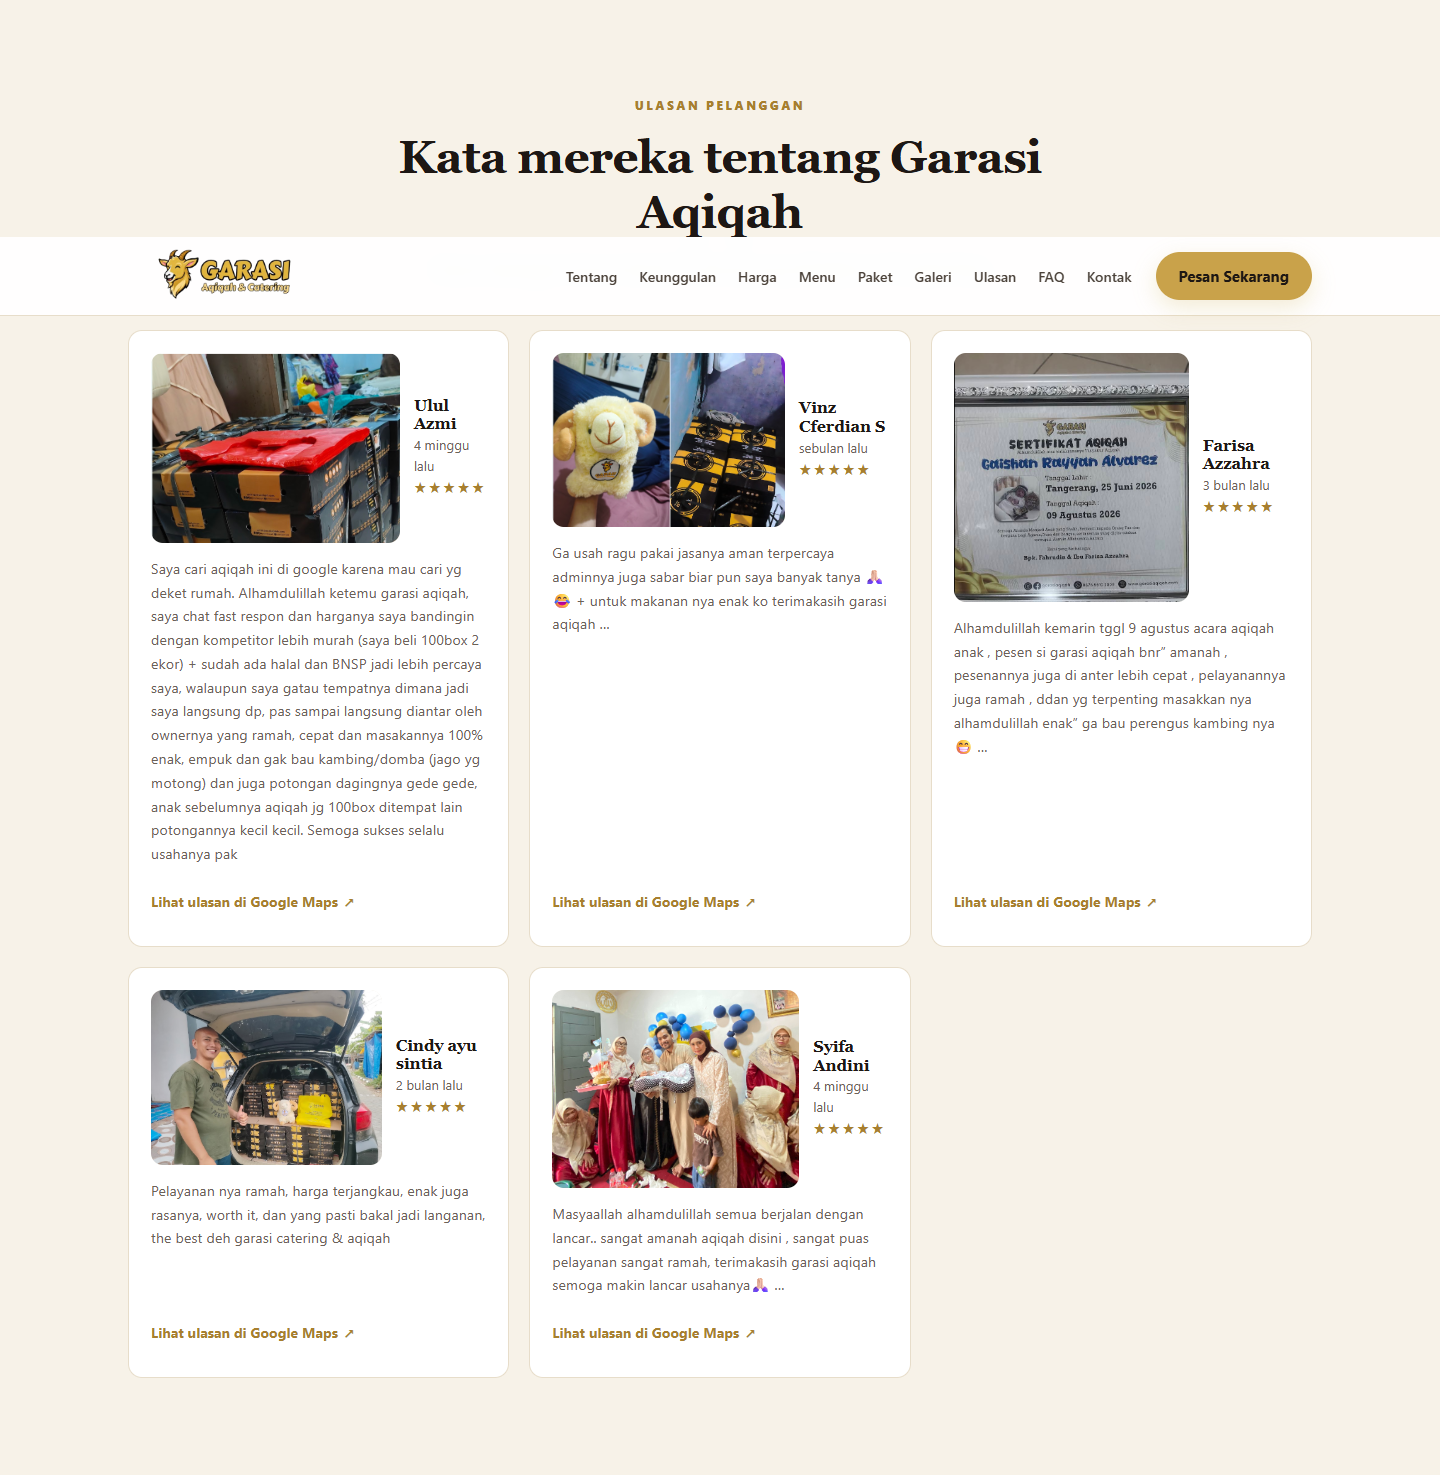 ULASAN PELANGGAN
Kata mereka tentang Garasi
Aqiqah
GARASI
Aqiqah & Catering
Tentang Keunggulan Harga Menu Paket Galeri Ulasan FAQ Kontak Pesan Sekarang
Ulul
Azmi
4 minggu
lalu
★★★★★
Saya cari aqiqah ini di google karena mau cari yg
deket rumah. Alhamdulillah ketemu garasi aqiqah,
saya chat fast respon dan harganya saya bandingin
dengan kompetitor lebih murah (saya beli 100box 2
ekor) + sudah ada halal dan BNSP jadi lebih percaya
saya, walaupun saya gatau tempatnya dimana jadi
saya langsung dp, pas sampai langsung diantar oleh
ownernya yang ramah, cepat dan masakannya 100%
enak, empuk dan gak bau kambing/domba (jago yg
motong) dan juga potongan dagingnya gede gede,
anak sebelumnya aqiqah jg 100box ditempat lain
potongannya kecil kecil. Semoga sukses selalu
usahanya pak
Lihat ulasan di Google Maps ↗
Vinz
Cferdian S
sebulan lalu
★★★★★
Ga usah ragu pakai jasanya aman terpercaya
adminnya juga sabar biar pun saya banyak tanya 🙏🏼
😂 + untuk makanan nya enak ko terimakasih garasi
aqiqah ...
Lihat ulasan di Google Maps ↗
GARASI
SERTIFIKAT AQIQAH
Gaishan Rayyan Alvarez
Tanggal Lahir
Tangerang, 25 Juni 2026
Tanggal Aqiqah :
09 Agustus 2026
Bpk. Fahrudin & Ibu Farisa Azzahra
Farisa
Azzahra
3 bulan lalu
★★★★★
Alhamdulillah kemarin tggl 9 agustus acara aqiqah
anak , pesen si garasi aqiqah bnr” amanah ,
pesenannya juga di anter lebih cepat , pelayanannya
juga ramah , ddan yg terpenting masakkan nya
alhamdulillah enak” ga bau perengus kambing nya
😁 ...
Lihat ulasan di Google Maps ↗
Cindy ayu
sintia
2 bulan lalu
★★★★★
Pelayanan nya ramah, harga terjangkau, enak juga
rasanya, worth it, dan yang pasti bakal jadi langanan,
the best deh garasi catering & aqiqah
Lihat ulasan di Google Maps ↗
Syifa
Andini
4 minggu
lalu
★★★★★
Masyaallah alhamdulillah semua berjalan dengan
lancar.. sangat amanah aqiqah disini , sangat puas
pelayanan sangat ramah, terimakasih garasi aqiqah
semoga makin lancar usahanya🙏🏼 ...
Lihat ulasan di Google Maps ↗